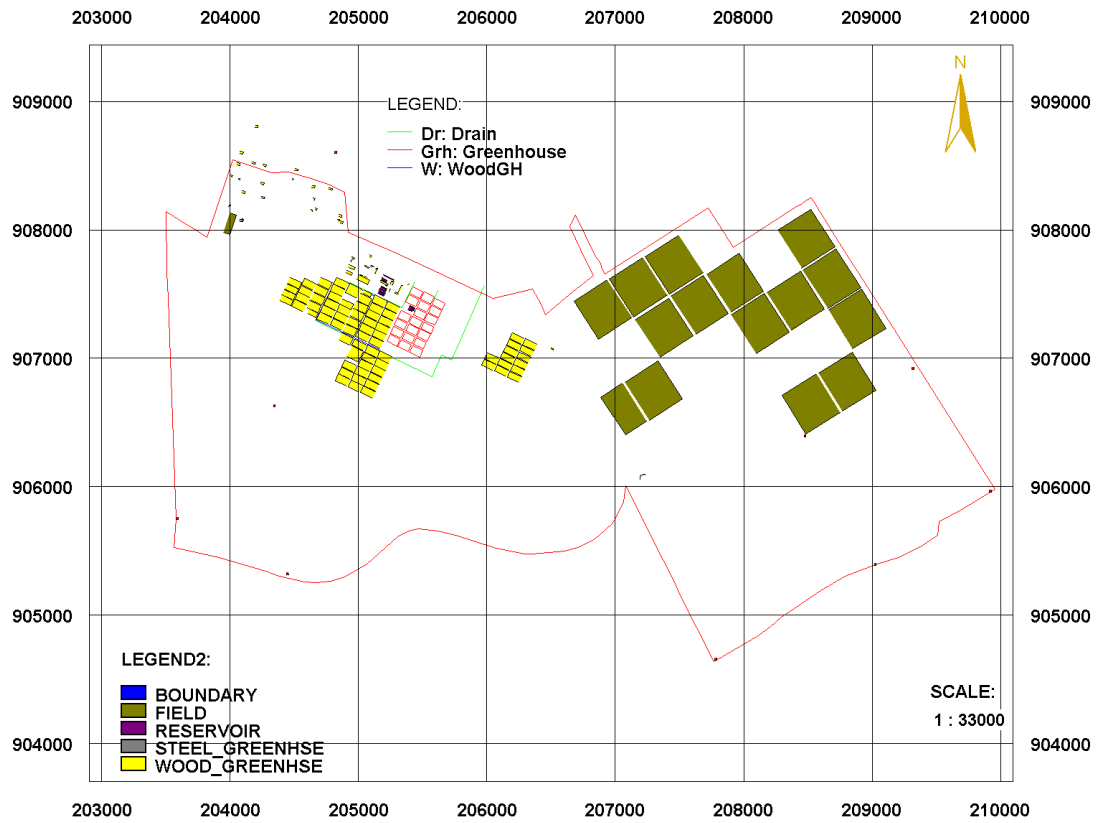 203000 204000 205000 206000 207000 208000 209000 210000
N
909000 909000
LEGEND:
Dr: Drain
Grh: Greenhouse
W: WoodGH
908000 908000
907000 907000
906000 906000
905000 905000
LEGEND2:
BOUNDARY
FIELD
RESERVOIR
STEEL_GREENHSE
WOOD_GREENHSE
SCALE:
1 : 33000
904000 904000
203000 204000 205000 206000 207000 208000 209000 210000